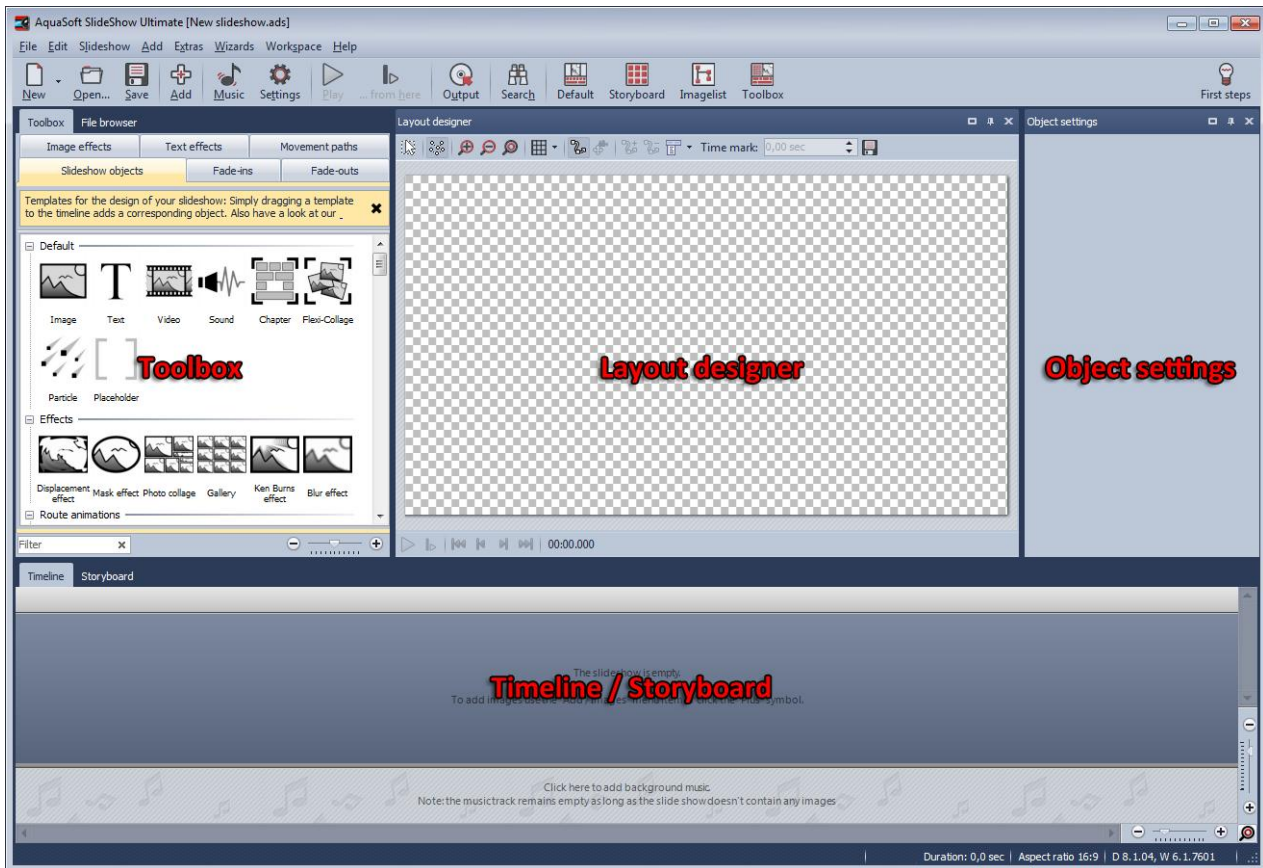 AquaSoft SlideShow Ultimate [New slideshow.ads]
File Edit Slideshow Add Extras Wizards Workspace Help
New Open... Save Add Music Settings Play ... from here Output Search Default Storyboard Imagelist Toolbox First steps
Toolbox File browser
Layout designer
Object settings
Image effects Text effects Movement paths
Time mark: 0,00 sec
Slideshow objects Fade-ins Fade-outs
Templates for the design of your slideshow: Simply dragging a template
to the timeline adds a corresponding object. Also have a look at our
Default
Image Text Video Sound Chapter Flexi-Collage
Toolbox
Layout designer
Object settings
Particle Placeholder
Effects
Displacement effect Mask effect Photo collage Gallery Ken Burns effect Blur effect
Route animations
Filter
00:00.000
Timeline Storyboard
The slideshow is empty.
Timeline / Storyboard
To add images use the symbol.
Click here to add background music.
Note: the musictrack remains empty as long as the slide show doesn't contain any images
Duration: 0,0 sec Aspect ratio 16:9 D 8.1.04, W 6.1.7601